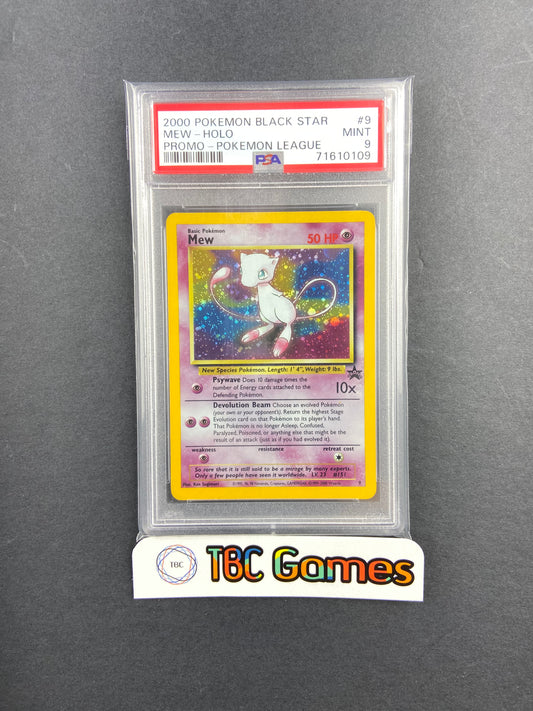 2000 POKEMON BLACK STAR #9
MEW - HOLO MINT
PROMO - POKEMON LEAGUE 9
PSA 71610109
Basic Pokémon
Mew 50 HP
New Species Pokémon. Length: 1' 4", Weight: 9 lbs.
Psywave Does 10 damage times the
number of Energy cards attached to the
Defending Pokémon.
10x
Devolution Beam Choose an evolved Pokémon
(your own or your opponent's). Return the highest Stage
Evolution card on that Pokémon to its player's hand.
That Pokémon is no longer Asleep, Confused,
Paralyzed, Poisoned, or anything else that might be the
result of an attack (just as if you had evolved it).
weakness resistance retreat cost
So rare that it is still said to be a mirage by many experts.
Only a few people have seen it worldwide. LV. 23 #151
Illus. Ken Sugimori
9
TBC
TBC Games